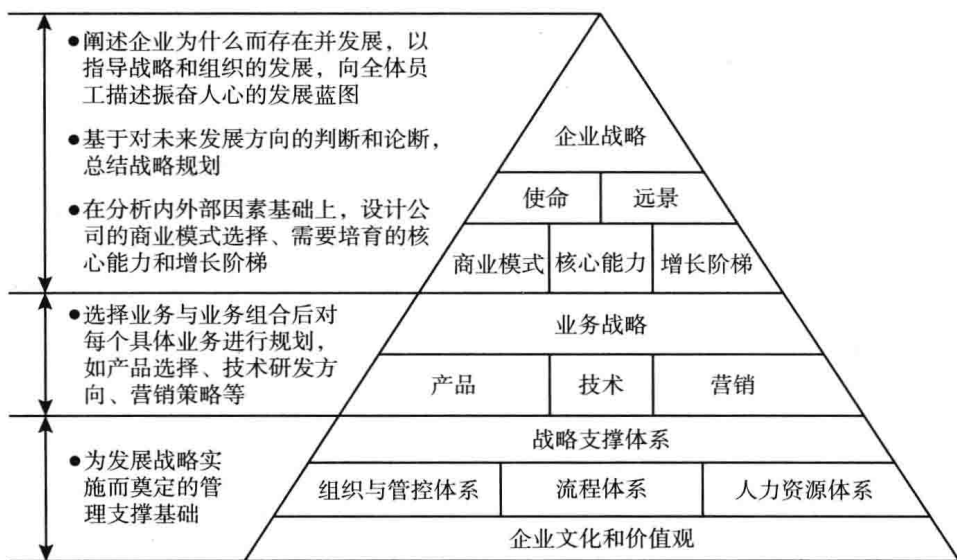 ●阐述企业为什么而存在并发展，以
指导战略和组织的发展，向全体员
工描述振奋人心的发展蓝图
●基于对未来发展方向的判断和论断，
总结战略规划
●在分析内外部因素基础上，设计公
司的商业模式选择、需要培育的核
心能力和增长阶梯
企业战略
使命 远景
商业模式 核心能力 增长阶梯
●选择业务与业务组合后对
每个具体业务进行规划，
如产品选择、技术研发方
向、营销策略等
业务战略
产品 技术 营销
●为发展战略实
施而奠定的管
理支撑基础
战略支撑体系
组织与管控体系 流程体系 人力资源体系
企业文化和价值观